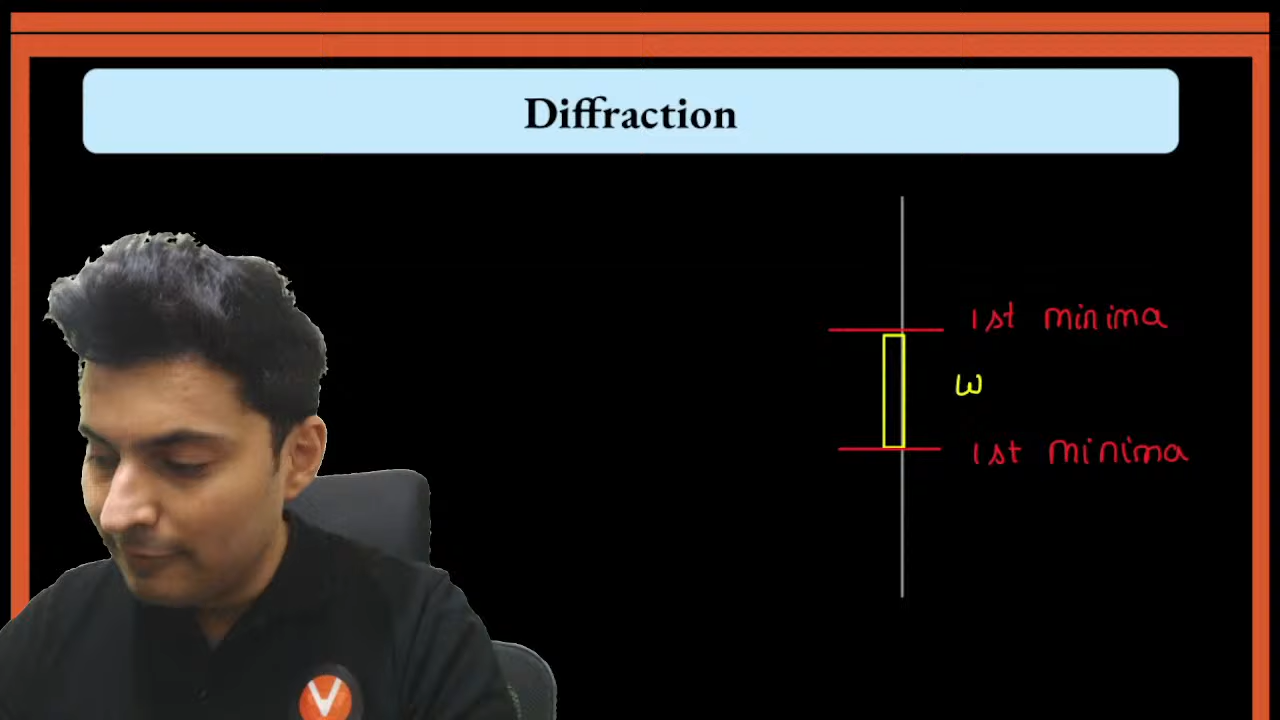 Diffraction
1st minima
ω
1st minima
V